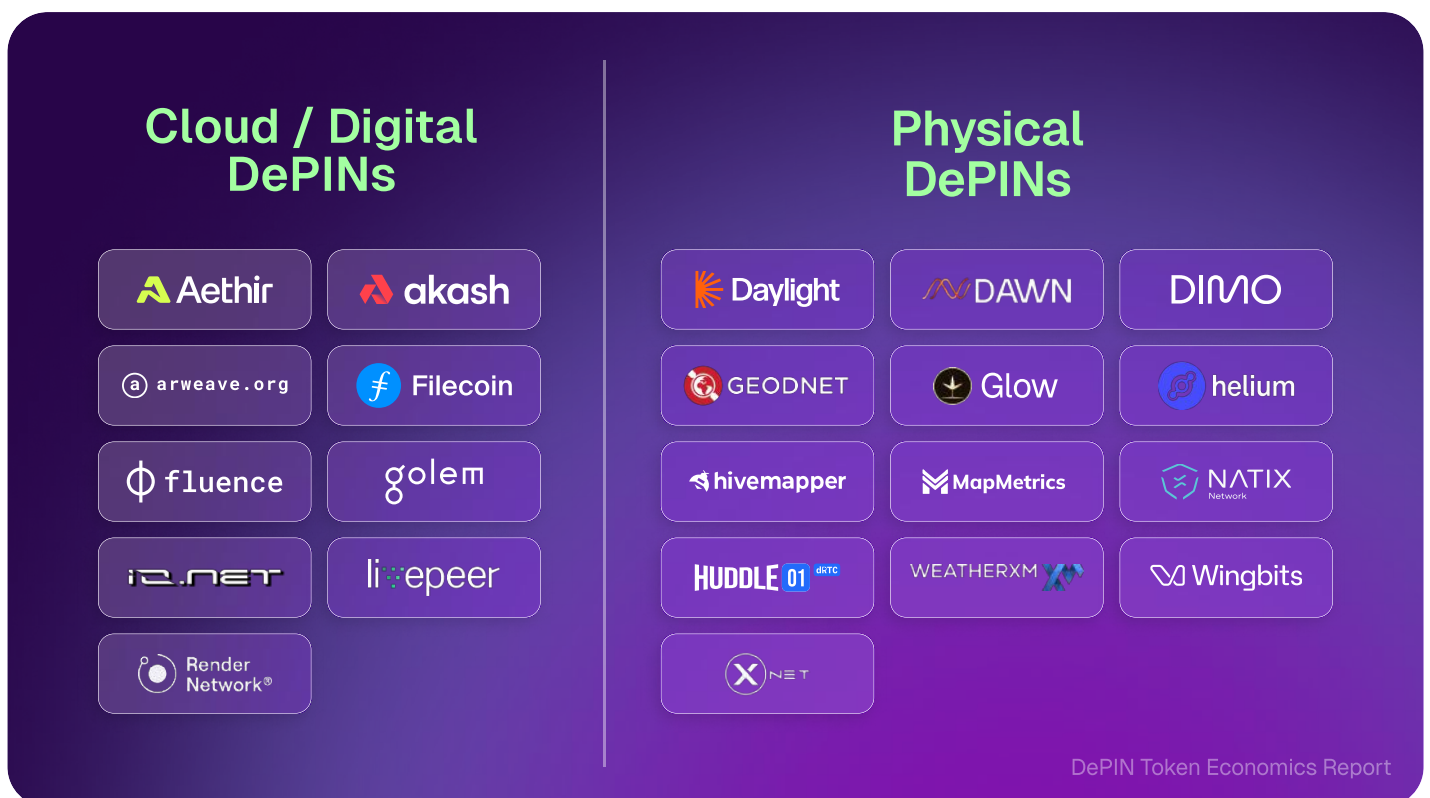 Cloud / Digital
DePINs
Aethir
akash
a arweave.org
Filecoin
fluence
golem
io.net
livepeer
Render
Network®
Physical
DePINs
Daylight
DAWN
DIMO
GEODNET
Glow
helium
hivemapper
MapMetrics
NATIX
Network
HUDDLE 01 dRTC
WEATHERXM
Wingbits
X NET
DePIN Token Economics Report